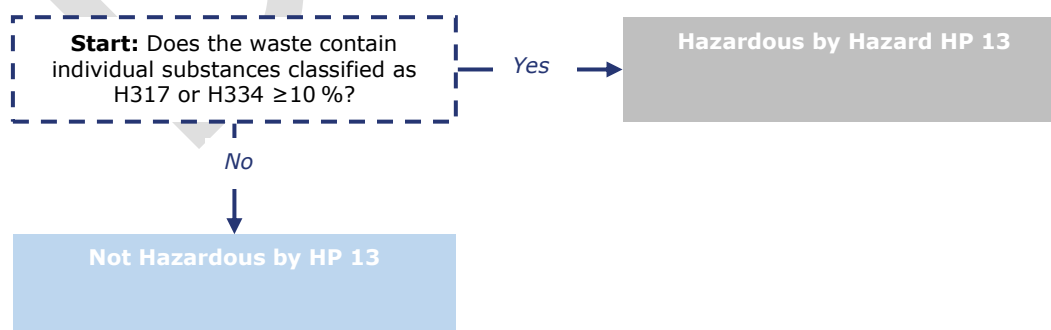 Start: Does the waste contain
individual substances classified as
H317 or H334 ≥10 %?
Yes
Hazardous by Hazard HP 13
No
Not Hazardous by HP 13